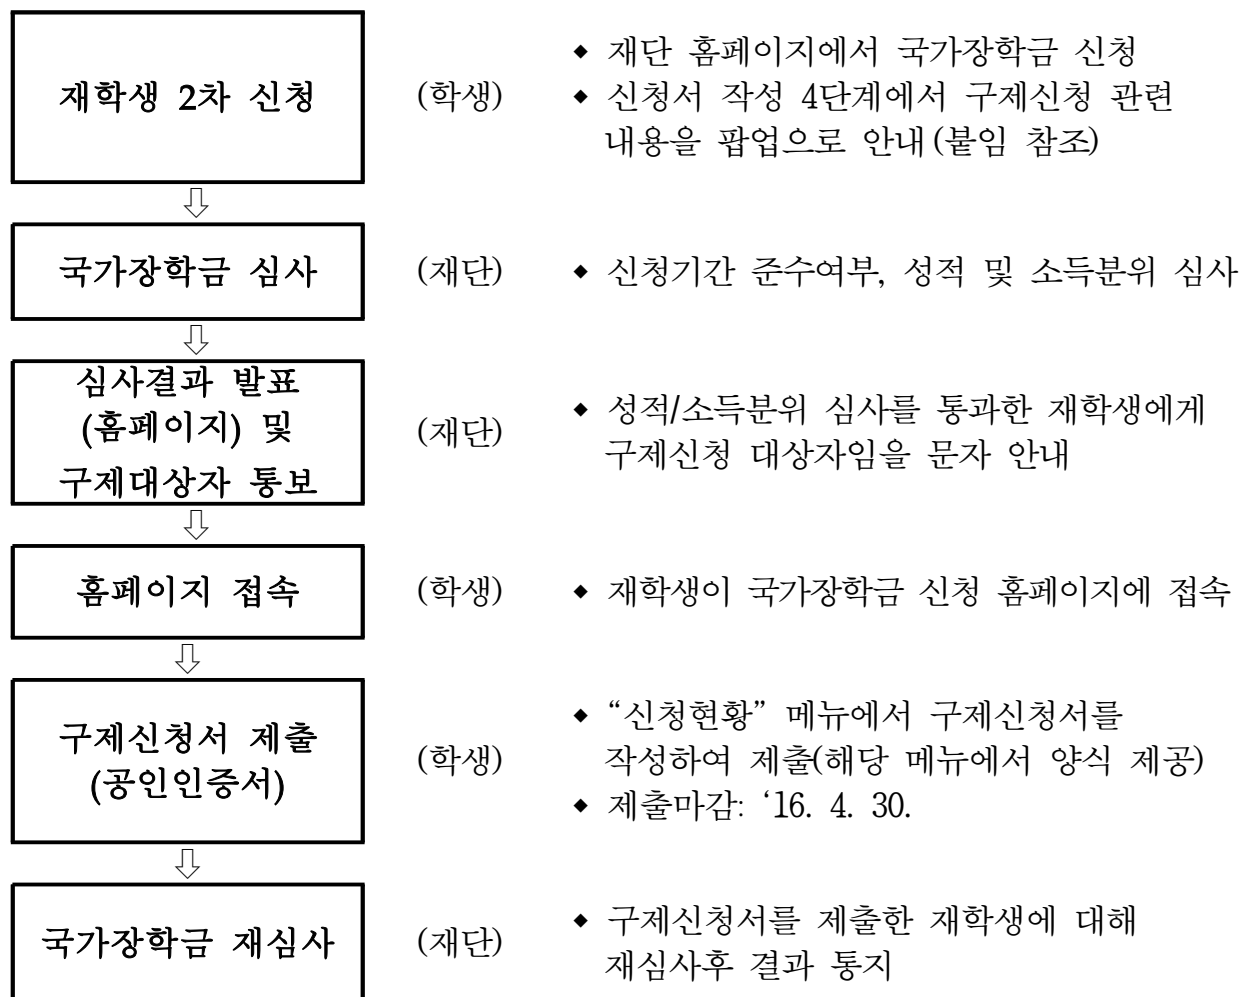 재학생 2차 신청
(학생)
◆ 재단 홈페이지에서 국가장학금 신청
◆ 신청서 작성 4단계에서 구제신청 관련
내용을 팝업으로 안내(붙임 참조)
국가장학금 심사
(재단)
◆ 신청기간 준수여부, 성적 및 소득분위 심사
심사결과 발표
(홈페이지) 및
구제대상자 통보
(재단)
◆ 성적/소득분위 심사를 통과한 재학생에게
구제신청 대상자임을 문자 안내
홈페이지 접속
(학생)
◆ 재학생이 국가장학금 신청 홈페이지에 접속
구제신청서 제출
(공인인증서)
(학생)
◆ “신청현황” 메뉴에서 구제신청서를
작성하여 제출(해당 메뉴에서 양식 제공)
◆ 제출마감: ‘16. 4. 30.
국가장학금 재심사
(재단)
◆ 구제신청서를 제출한 재학생에 대해
재심사후 결과 통지